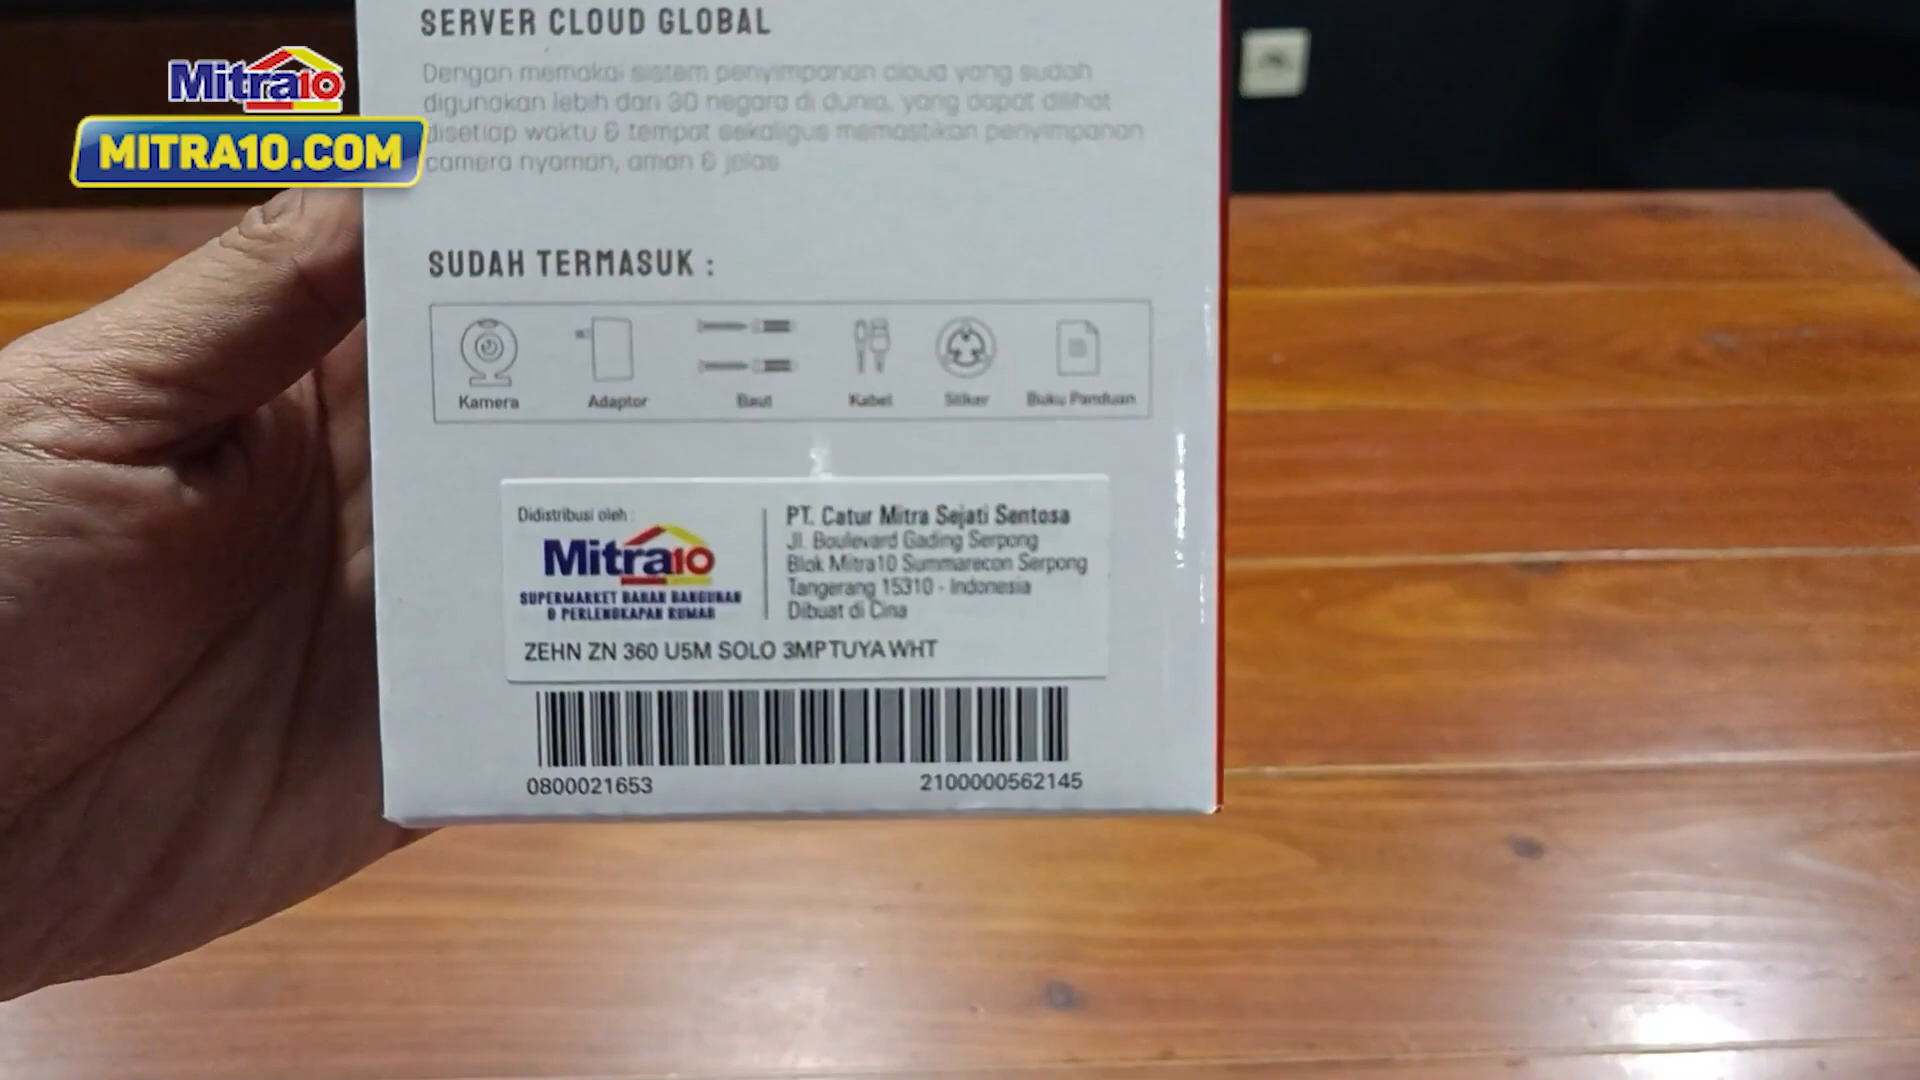 SERVER CLOUD GLOBAL
Dengan memakai sistem penyimpanan cloud yang sudah
digunakan lebih dari 30 negara di dunia, yang dapat dilihat
disetiap waktu & tempat sekaligus memastikan penyimpanan
camera nyaman, aman & jelas
Mitra10
MITRA10.COM
SUDAH TERMASUK :
Kamera Adaptor Baut Kabel Stiker Buku Panduan
Didistribusi oleh :
Mitra10
SUPERMARKET BAHAN BANGUNAN
& PERLENGKAPAN RUMAH
PT. Catur Mitra Sejati Sentosa
Jl. Boulevard Gading Serpong
Blok Mitra10 Summarecon Serpong
Tangerang 15310 - Indonesia
Dibuat di Cina
ZEHN ZN 360 U5M SOLO 3MP TUYA WHT
0800021653 2100000562145